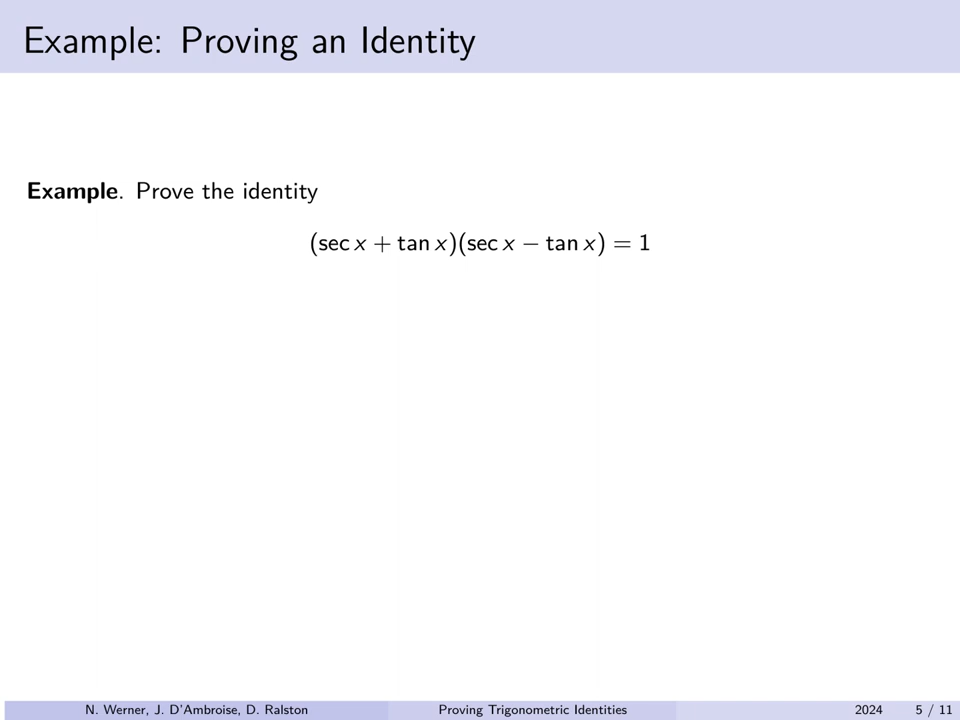 Example: Proving an Identity
Example. Prove the identity
(sec x + tan x)(sec x − tan x) = 1
N. Werner, J. D'Ambroise, D. Ralston Proving Trigonometric Identities 2024 5 / 11